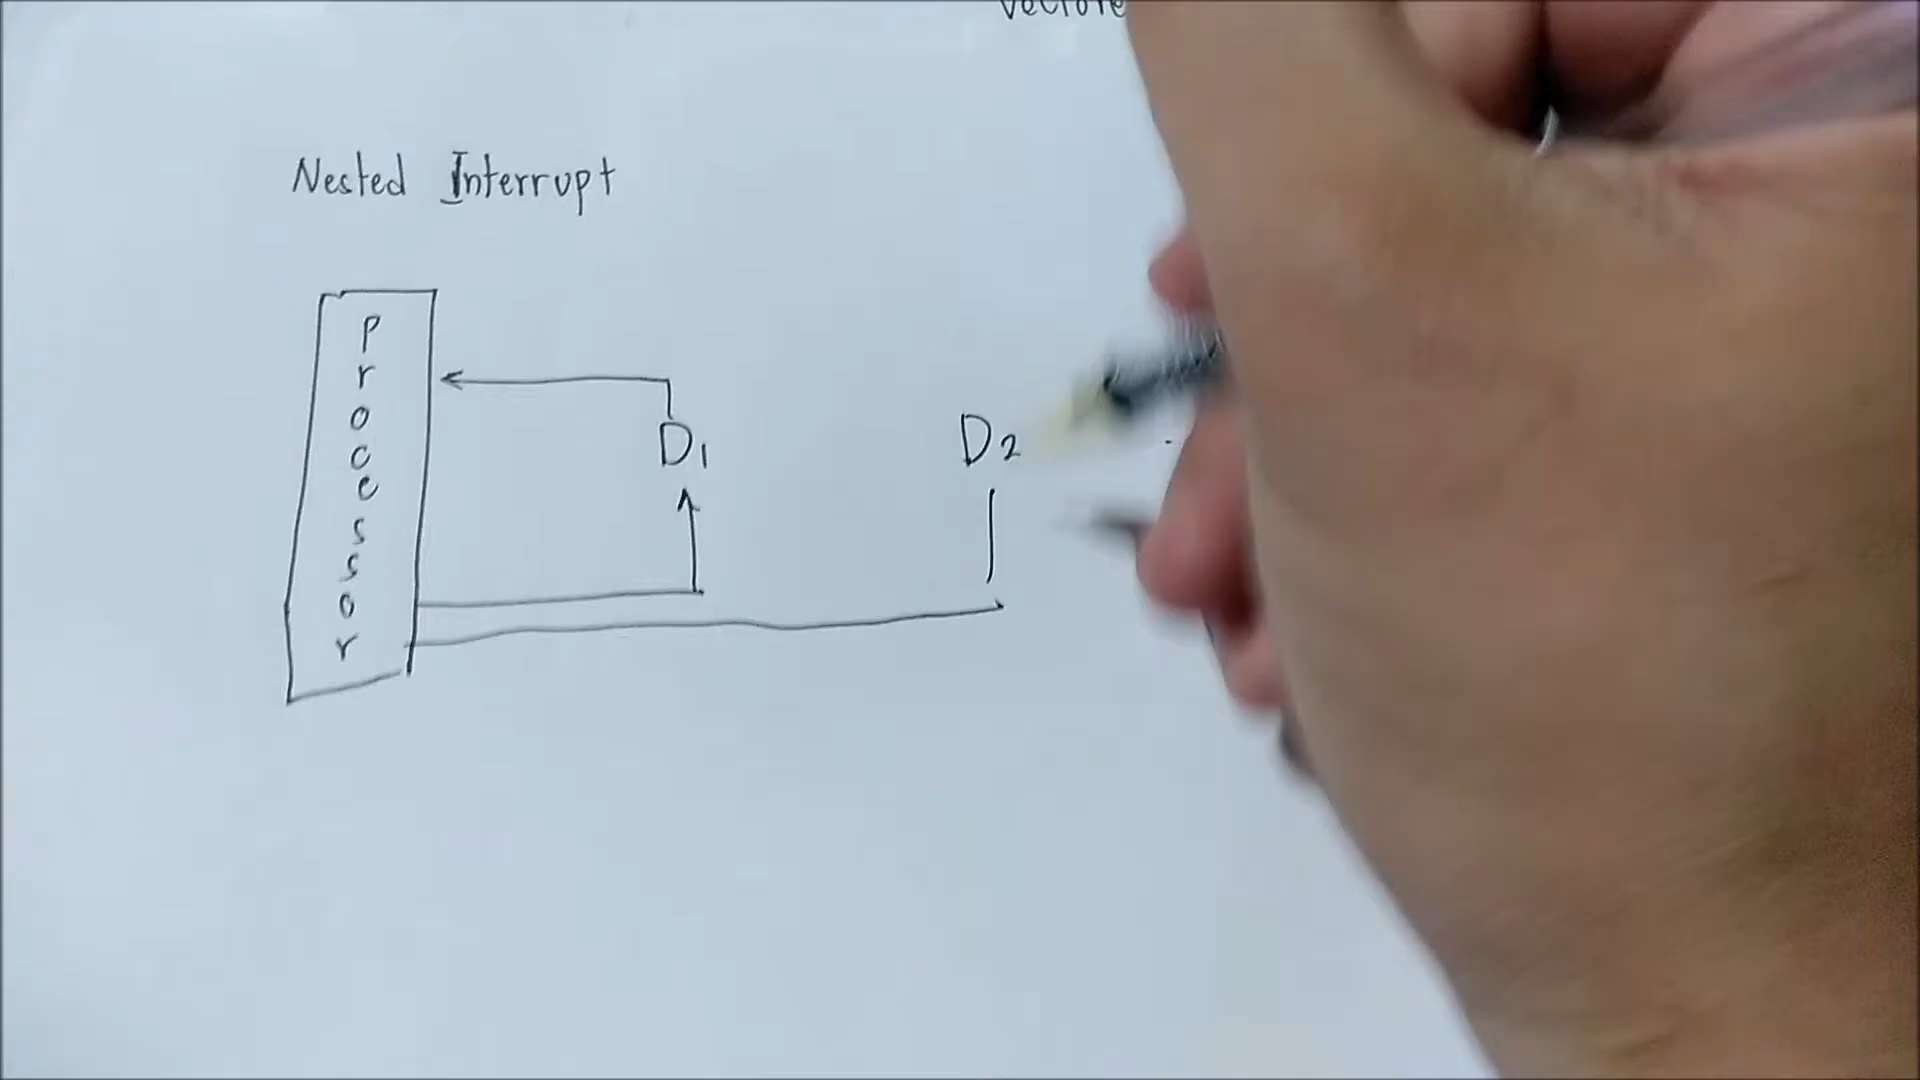 Nested Interrupt
Processor
D1
D2